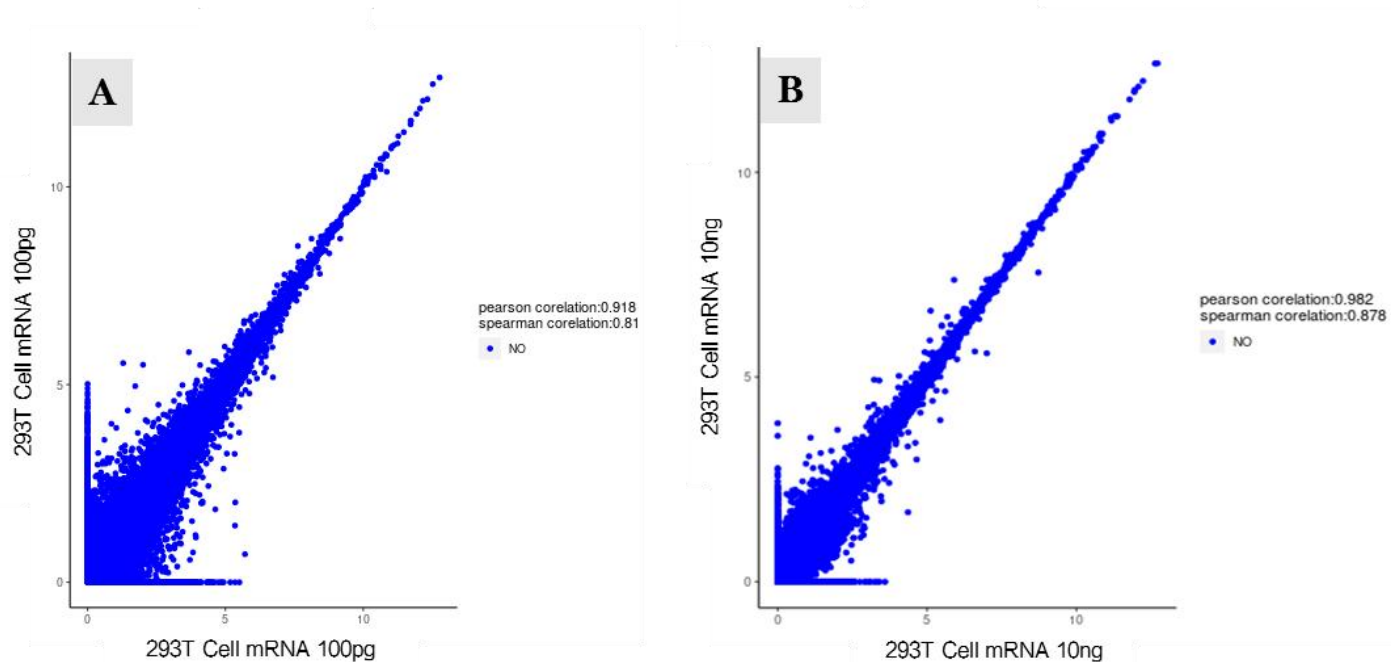 A
10
5
0
0
5
10
293T Cell mRNA 100pg
293T Cell mRNA 100pg
pearson corelation:0.918
spearman corelation:0.81
NO
B
10
5
0
0
5
10
293T Cell mRNA 10ng
293T Cell mRNA 10ng
pearson corelation:0.982
spearman corelation:0.878
NO